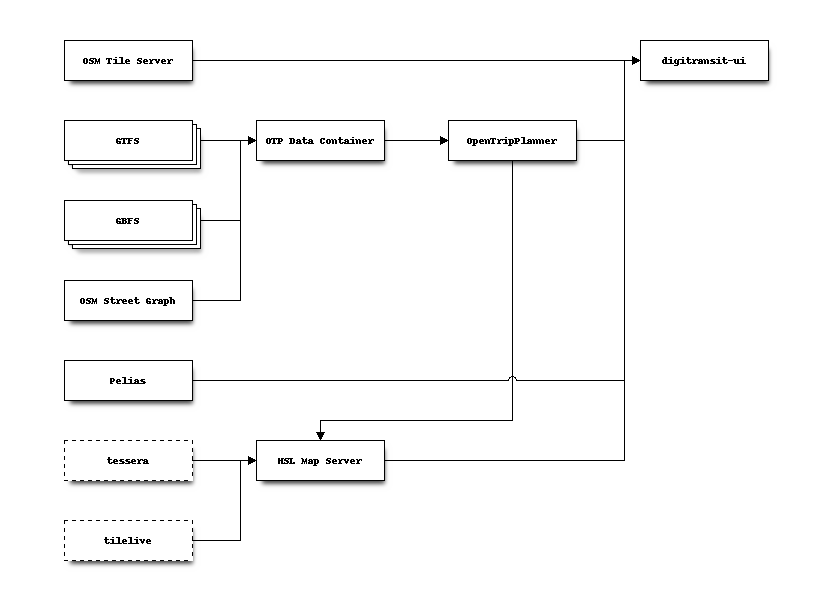 OSM Tile Server
digitransit-ui
GTFS
OTP Data Container
OpenTripPlanner
GBFS
OSM Street Graph
Pelias
tessera
HSL Map Server
tilelive